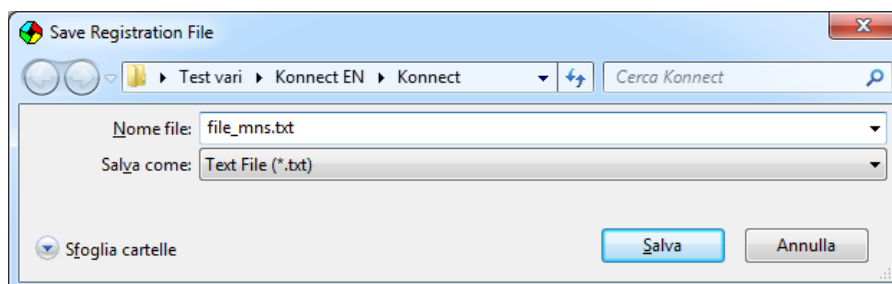 Save Registration File
Test vari Konnect EN Konnect Cerca Konnect
Nome file: file_mns.txt
Salva come: Text File (*.txt)
Sfoglia cartelle Salva Annulla